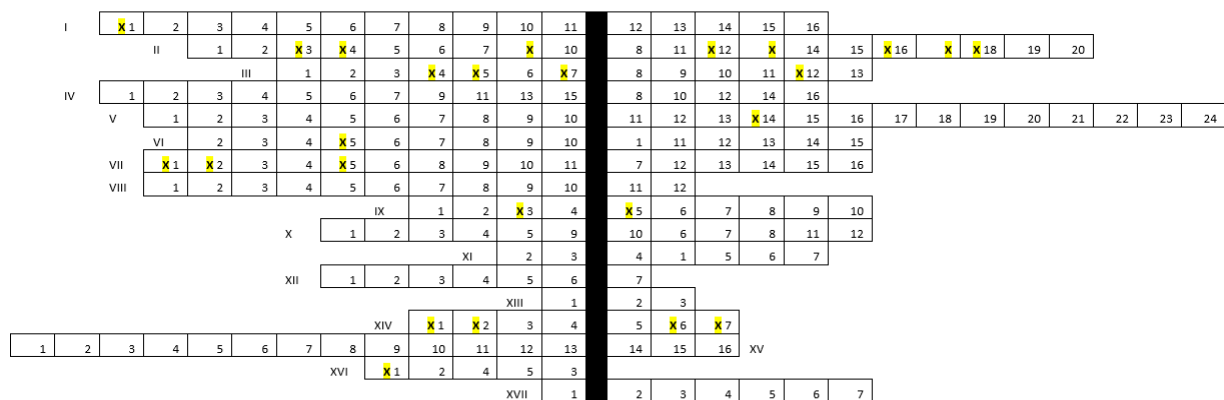 I X 1 2 3 4 5 6 7 8 9 10 11 12 13 14 15 16
II 1 2 X 3 X 4 5 6 7 X 10 8 11 X 12 X 14 15 X 16 X X 18 19 20
III 1 2 3 X 4 X 5 6 X 7 8 9 10 11 X 12 13
IV 1 2 3 4 5 6 7 9 11 13 15 8 10 12 14 16
V 1 2 3 4 5 6 7 8 9 10 11 12 13 X 14 15 16 17 18 19 20 21 22 23 24
VI 2 3 4 X 5 6 7 8 9 10 1 11 12 13 14 15
VII X 1 X 2 3 4 X 5 6 8 9 10 11 7 12 13 14 15 16
VIII 1 2 3 4 5 6 7 8 9 10 11 12
IX 1 2 X 3 4 X 5 6 7 8 9 10
X 1 2 3 4 5 9 10 6 7 8 11 12
XI 2 3 4 1 5 6 7
XII 1 2 3 4 5 6 7
XIII 1 2 3
XIV X 1 X 2 3 4 5 X 6 X 7
1 2 3 4 5 6 7 8 9 10 11 12 13 14 15 16 XV
XVI X 1 2 4 5 3
XVII 1 2 3 4 5 6 7